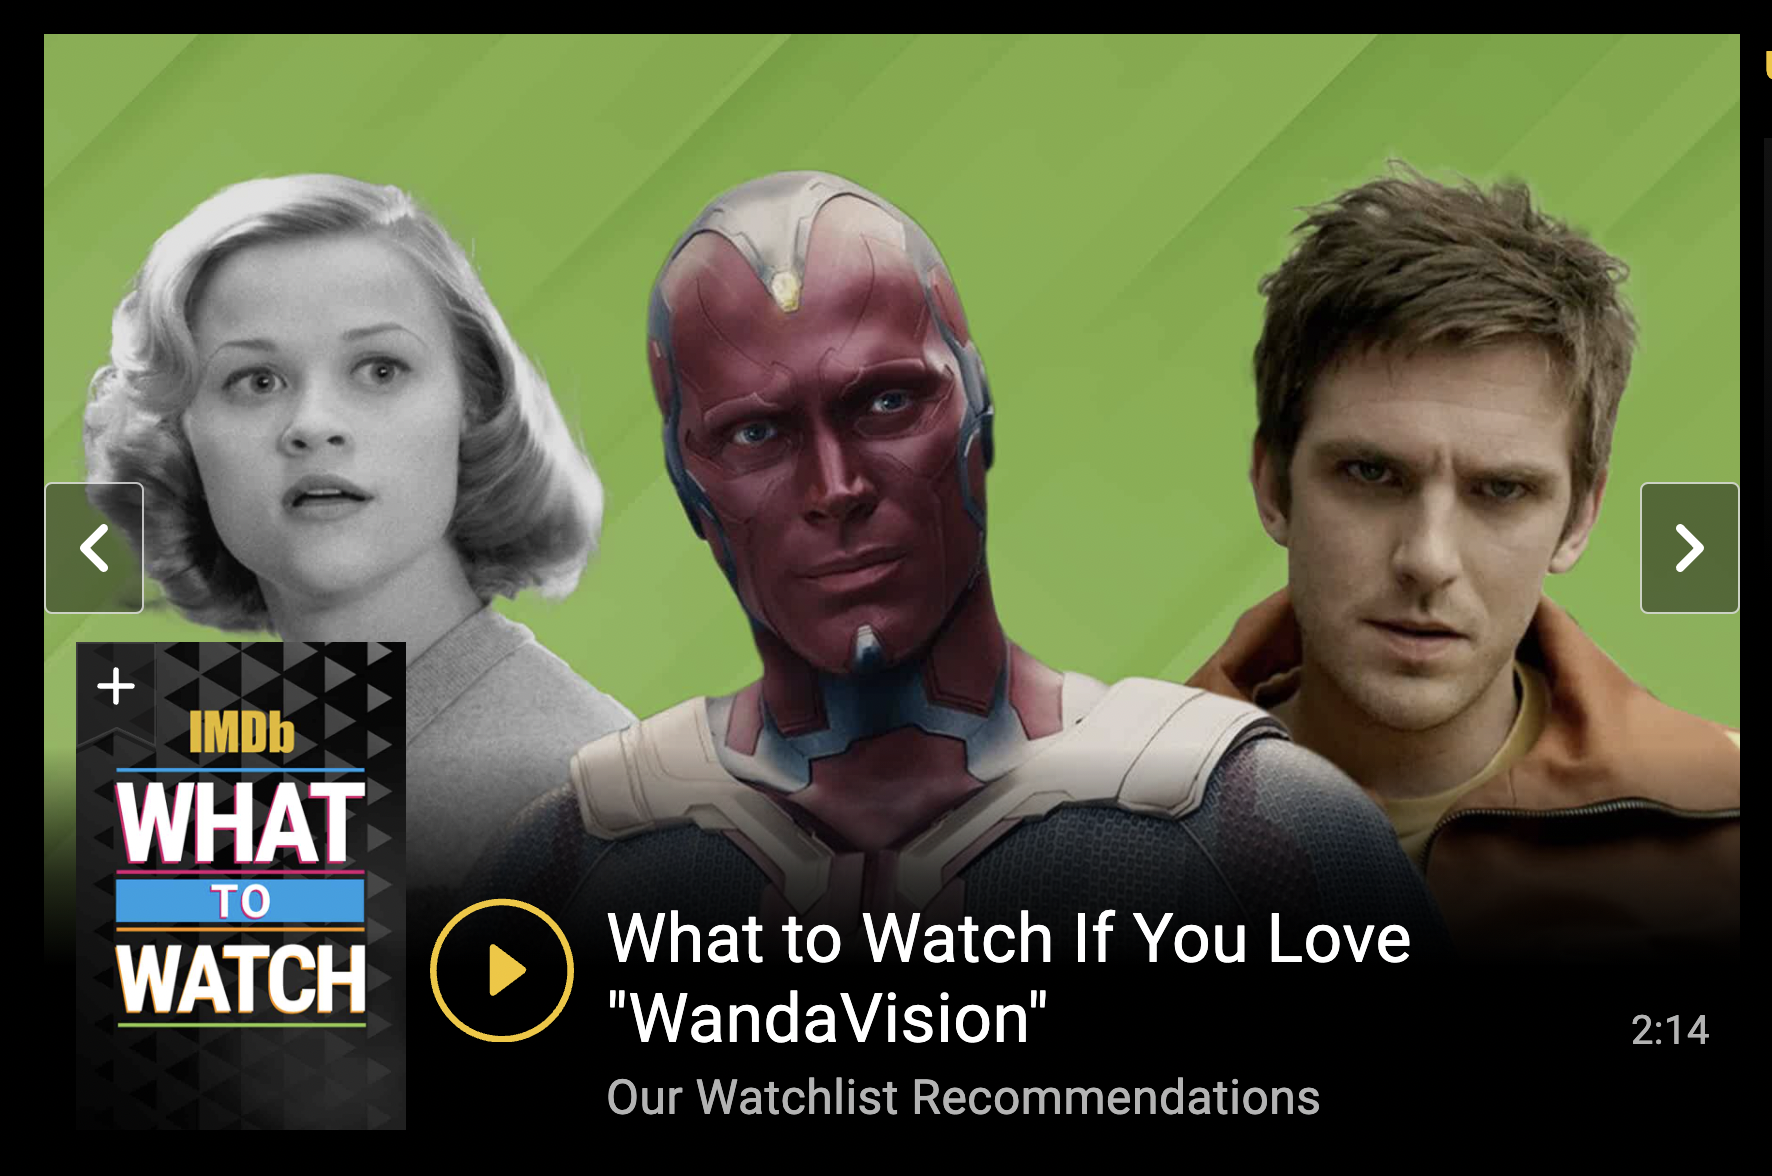 IMDb
WHAT
TO
WATCH
What to Watch If You Love
"WandaVision"
2:14
Our Watchlist Recommendations